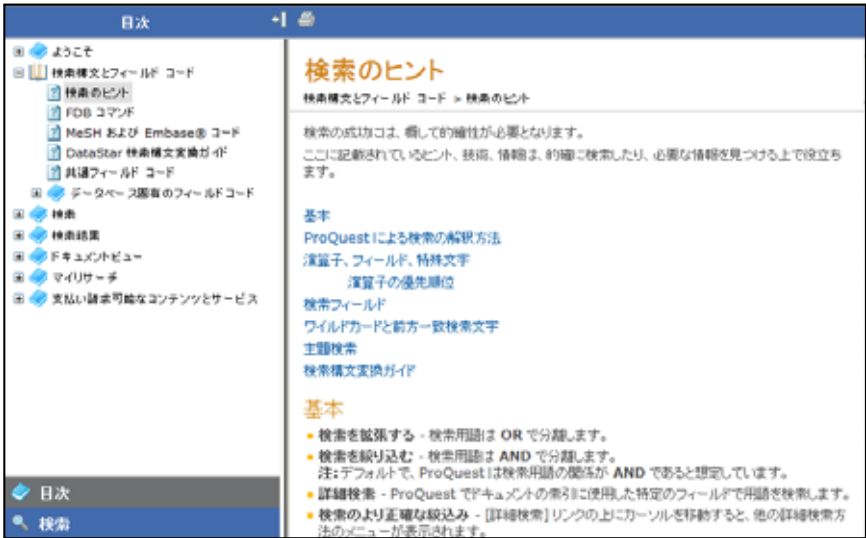 目次
ようこそ
検索構文とフィールド コード
検索のヒント
FDB コマンド
MeSH および Embase® コード
DataStar 検索構文変換ガイド
共通フィールド コード
データベース固有のフィールドコード
検索
検索結果
ドキュメントビュー
マイリサーチ
支払い請求可能なコンテンツとサービス
目次
検索
検索のヒント
検索構文とフィールド コード > 検索のヒント
検索の成功には、概して的確性が必要となります。
ここに記載されているヒント、技術、情報は、的確に検索したり、必要な情報を見つける上で役立ち
ます。
基本
ProQuest による検索の解釈方法
演算子、フィールド、特殊文字
演算子の優先順位
検索フィールド
ワイルドカードと前方一致検索文字
主題検索
検索構文変換ガイド
基本
検索を拡張する - 検索用語は OR で分離します。
検索を絞り込む - 検索用語は AND で分離します。
注: デフォルトで、ProQuest は検索用語の関係が AND であると想定しています。
詳細検索 - ProQuest でドキュメントの索引に使用した特定のフィールドで用語を検索します。
検索のより正確な絞込み - [詳細検索] リンクの上にカーソルを移動すると、他の詳細検索方
法のメニューが表示されます。